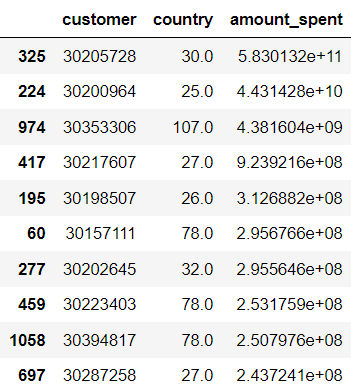 customer country amount_spent
325 30205728 30.0 5.830132e+11
224 30200964 25.0 4.431428e+10
974 30353306 107.0 4.381604e+09
417 30217607 27.0 9.239216e+08
195 30198507 26.0 3.126882e+08
60 30157111 78.0 2.956766e+08
277 30202645 32.0 2.955646e+08
459 30223403 78.0 2.531759e+08
1058 30394817 78.0 2.507976e+08
697 30287258 27.0 2.437241e+08